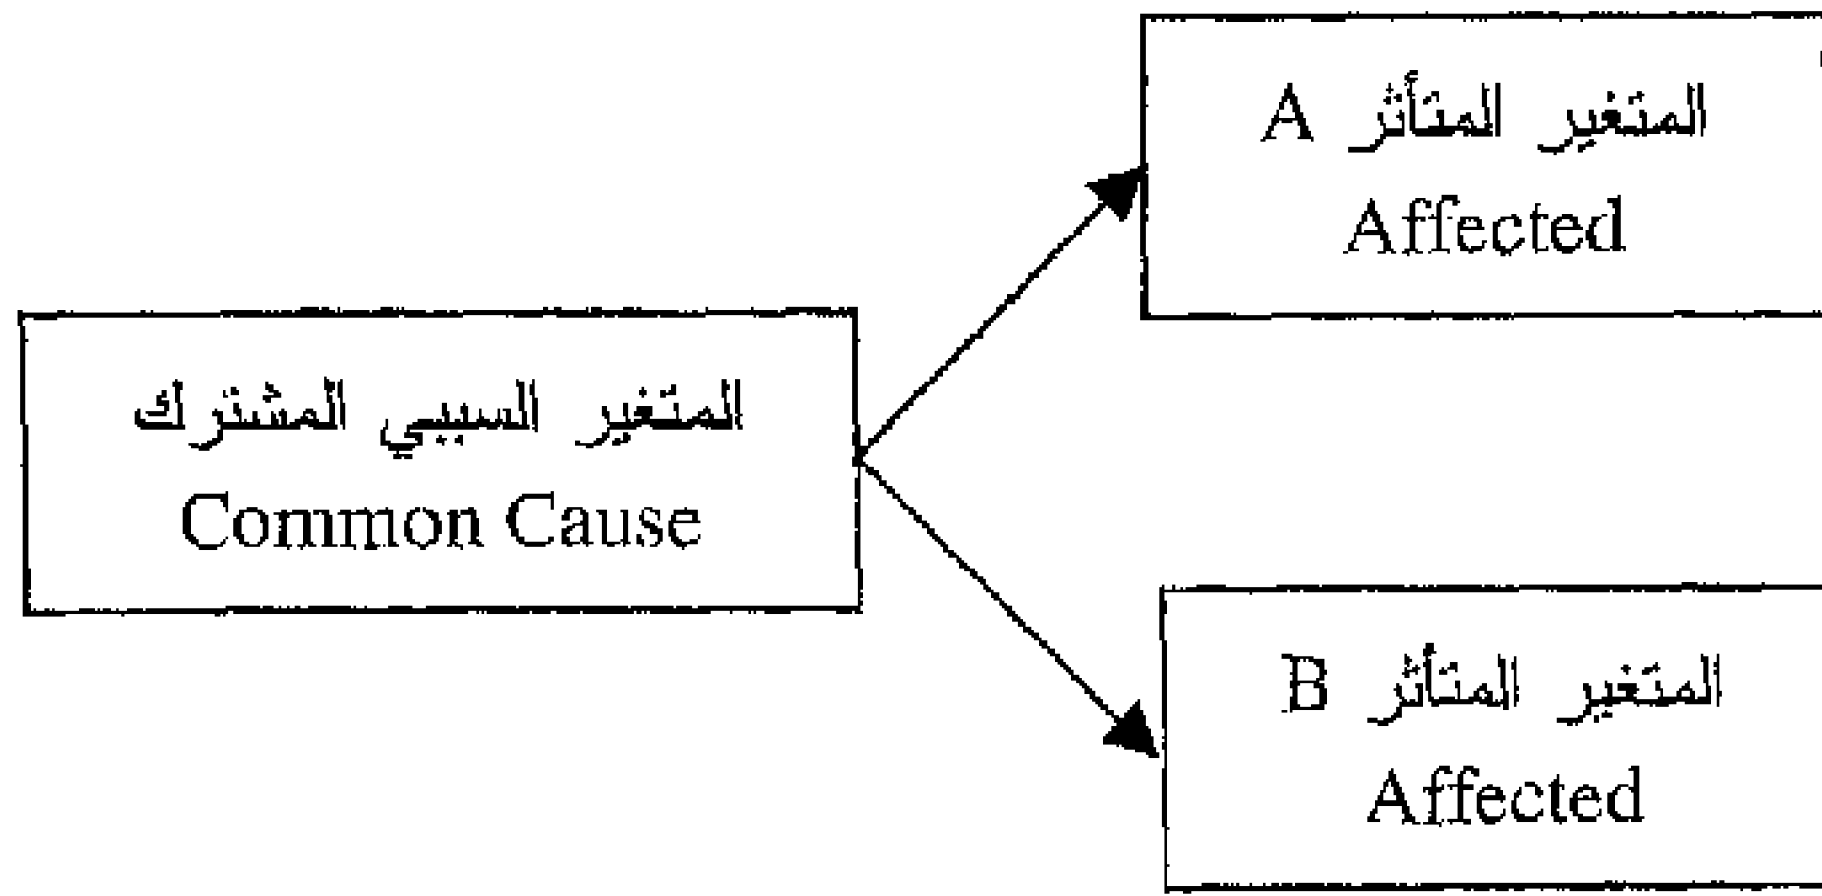 المتغير المتأثر A
Affected
المتغير السببي المشترك
Common Cause
المتغير المتأثر B
Affected